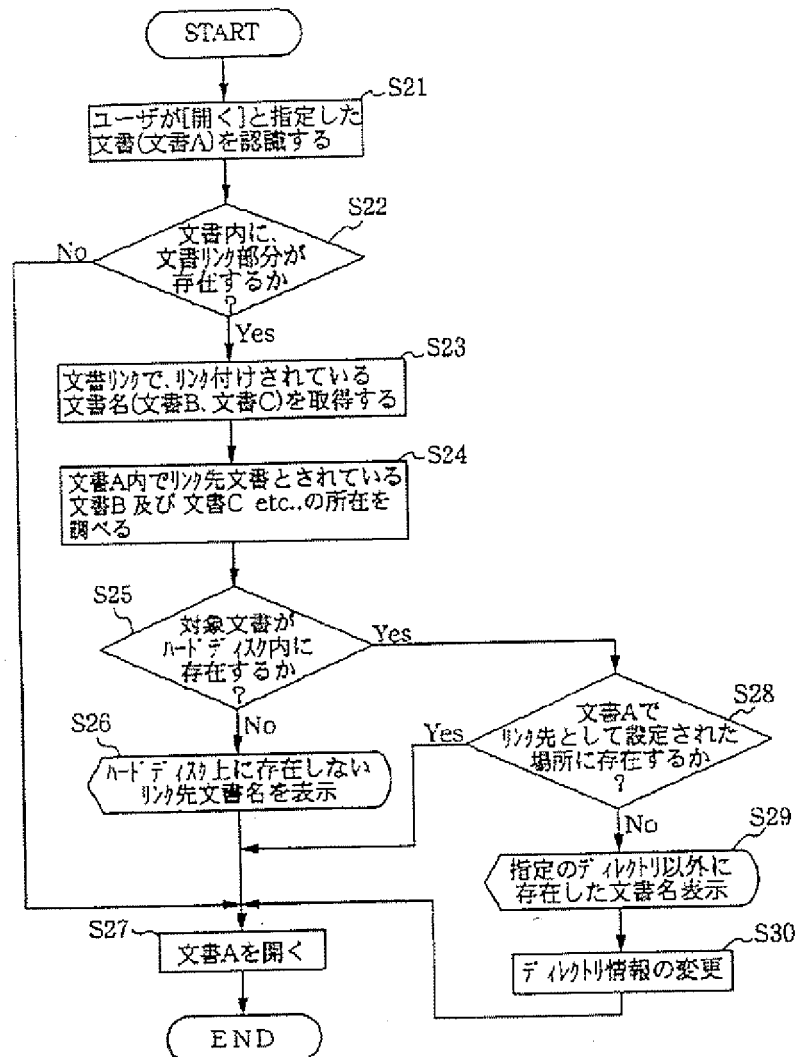 START
S21
ユーザが[開く]と指定した
文書(文書A)を認識する
S22
文書内に、
文書リンク部分が
存在するか
?
No
Yes
S23
文書リンクで、リンク付けされている
文書名(文書B、文書C)を取得する
S24
文書A内でリンク先文書とされている
文書B 及び 文書C etc..の所在を
調べる
S25
対象文書が
ハードディスク内に
存在するか
?
Yes
No
S28
文書Aで
リンク先として設定された
場所に存在するか
?
Yes
No
S26
ハードディスク上に存在しない
リンク先文書名を表示
S29
指定のディレクトリ以外に
存在した文書名表示
S27
文書Aを開く
S30
ディレクトリ情報の変更
END